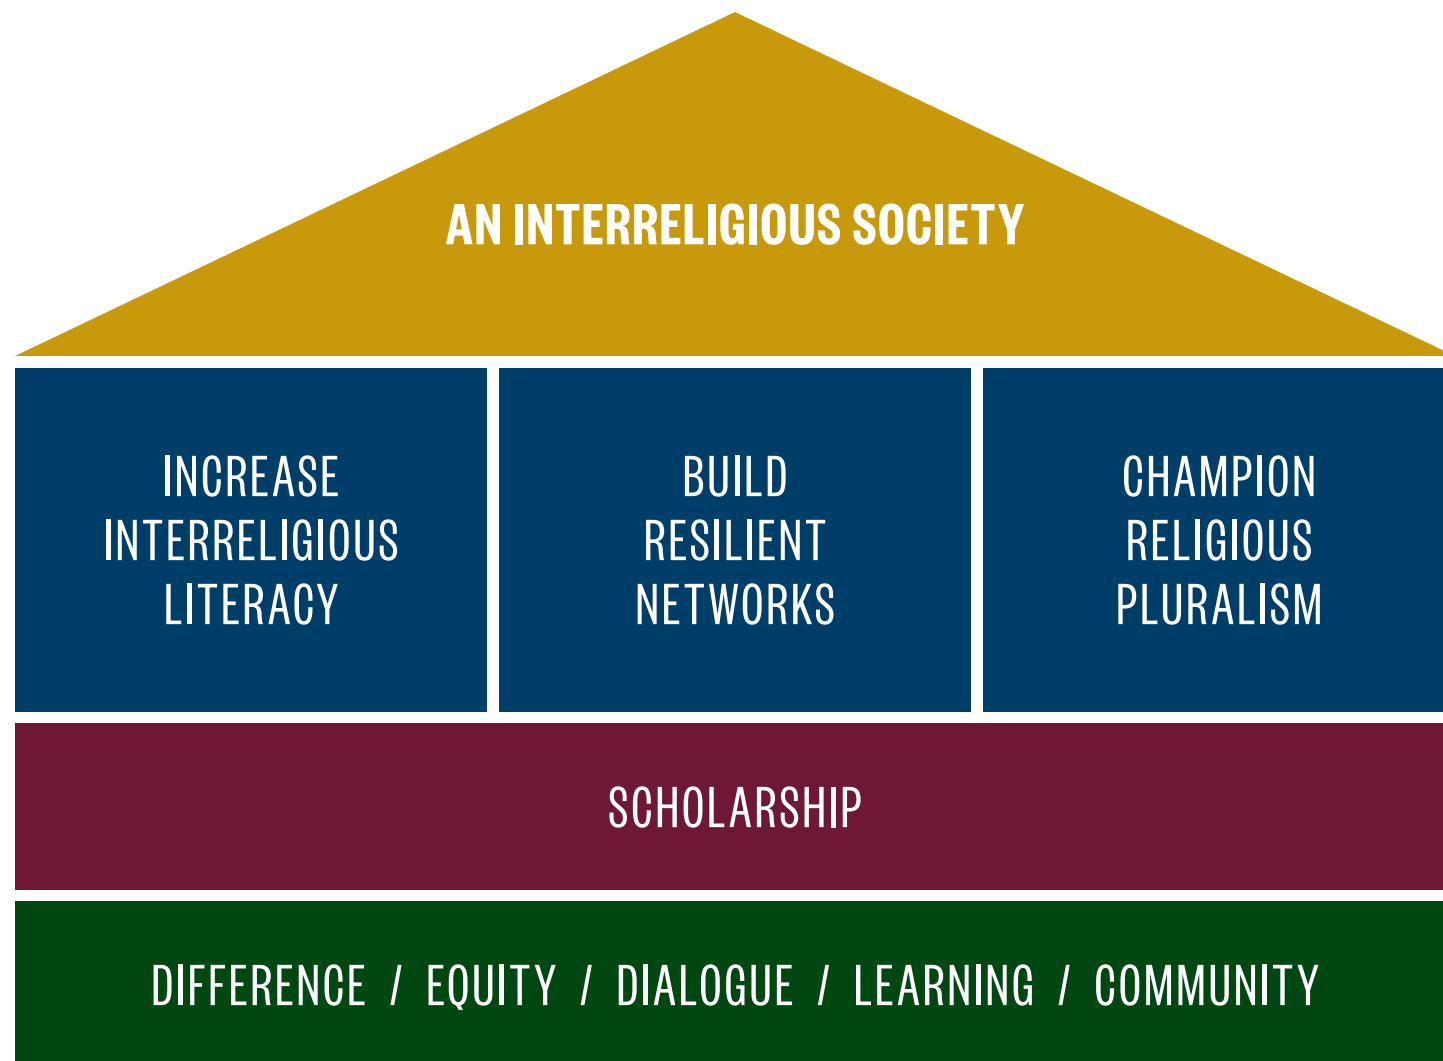 AN INTERRELIGIOUS SOCIETY
INCREASE
INTERRELIGIOUS
LITERACY
BUILD
RESILIENT
NETWORKS
CHAMPION
RELIGIOUS
PLURALISM
SCHOLARSHIP
DIFFERENCE / EQUITY / DIALOGUE / LEARNING / COMMUNITY